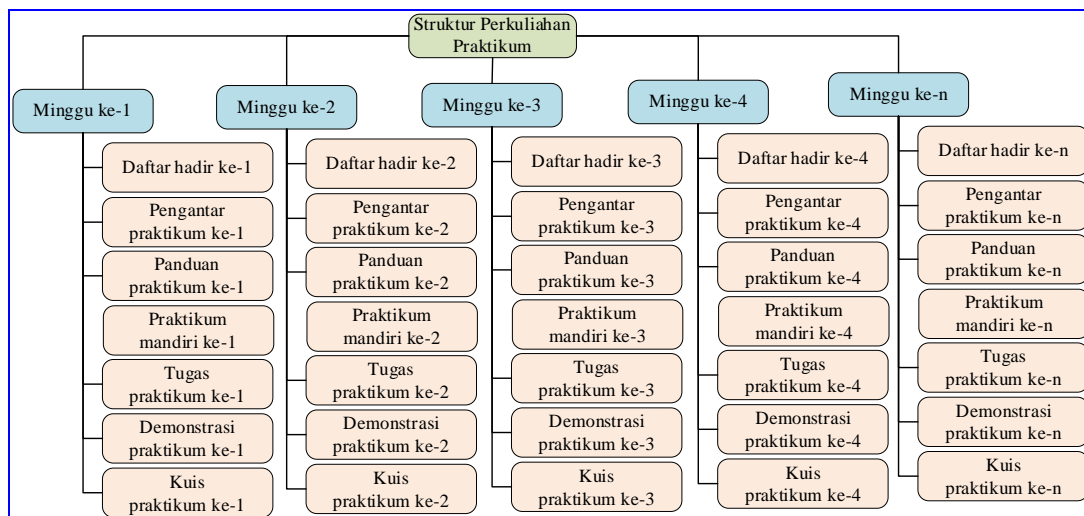 Struktur Perkuliahan
Praktikum
Minggu ke-1
Daftar hadir ke-1
Pengantar
praktikum ke-1
Panduan
praktikum ke-1
Praktikum
mandiri ke-1
Tugas
praktikum ke-1
Demonstrasi
praktikum ke-1
Kuis
praktikum ke-1
Minggu ke-2
Daftar hadir ke-2
Pengantar
praktikum ke-2
Panduan
praktikum ke-2
Praktikum
mandiri ke-2
Tugas
praktikum ke-2
Demonstrasi
praktikum ke-2
Kuis
praktikum ke-2
Minggu ke-3
Daftar hadir ke-3
Pengantar
praktikum ke-3
Panduan
praktikum ke-3
Praktikum
mandiri ke-3
Tugas
praktikum ke-3
Demonstrasi
praktikum ke-3
Kuis
praktikum ke-3
Minggu ke-4
Daftar hadir ke-4
Pengantar
praktikum ke-4
Panduan
praktikum ke-4
Praktikum
mandiri ke-4
Tugas
praktikum ke-4
Demonstrasi
praktikum ke-4
Kuis
praktikum ke-4
Minggu ke-n
Daftar hadir ke-n
Pengantar
praktikum ke-n
Panduan
praktikum ke-n
Praktikum
mandiri ke-n
Tugas
praktikum ke-n
Demonstrasi
praktikum ke-n
Kuis
praktikum ke-n